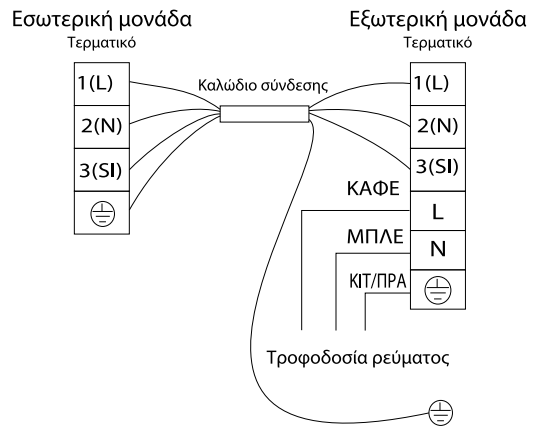 Εσωτερική μονάδα
Τερματικό
1(L)
2(N)
3(SI)
Καλώδιο σύνδεσης
Εξωτερική μονάδα
Τερματικό
1(L)
2(N)
3(SI)
ΚΑΦΕ
L
ΜΠΛΕ
N
ΚΙΤ/ΠΡΑ
Τροφοδοσία ρεύματος